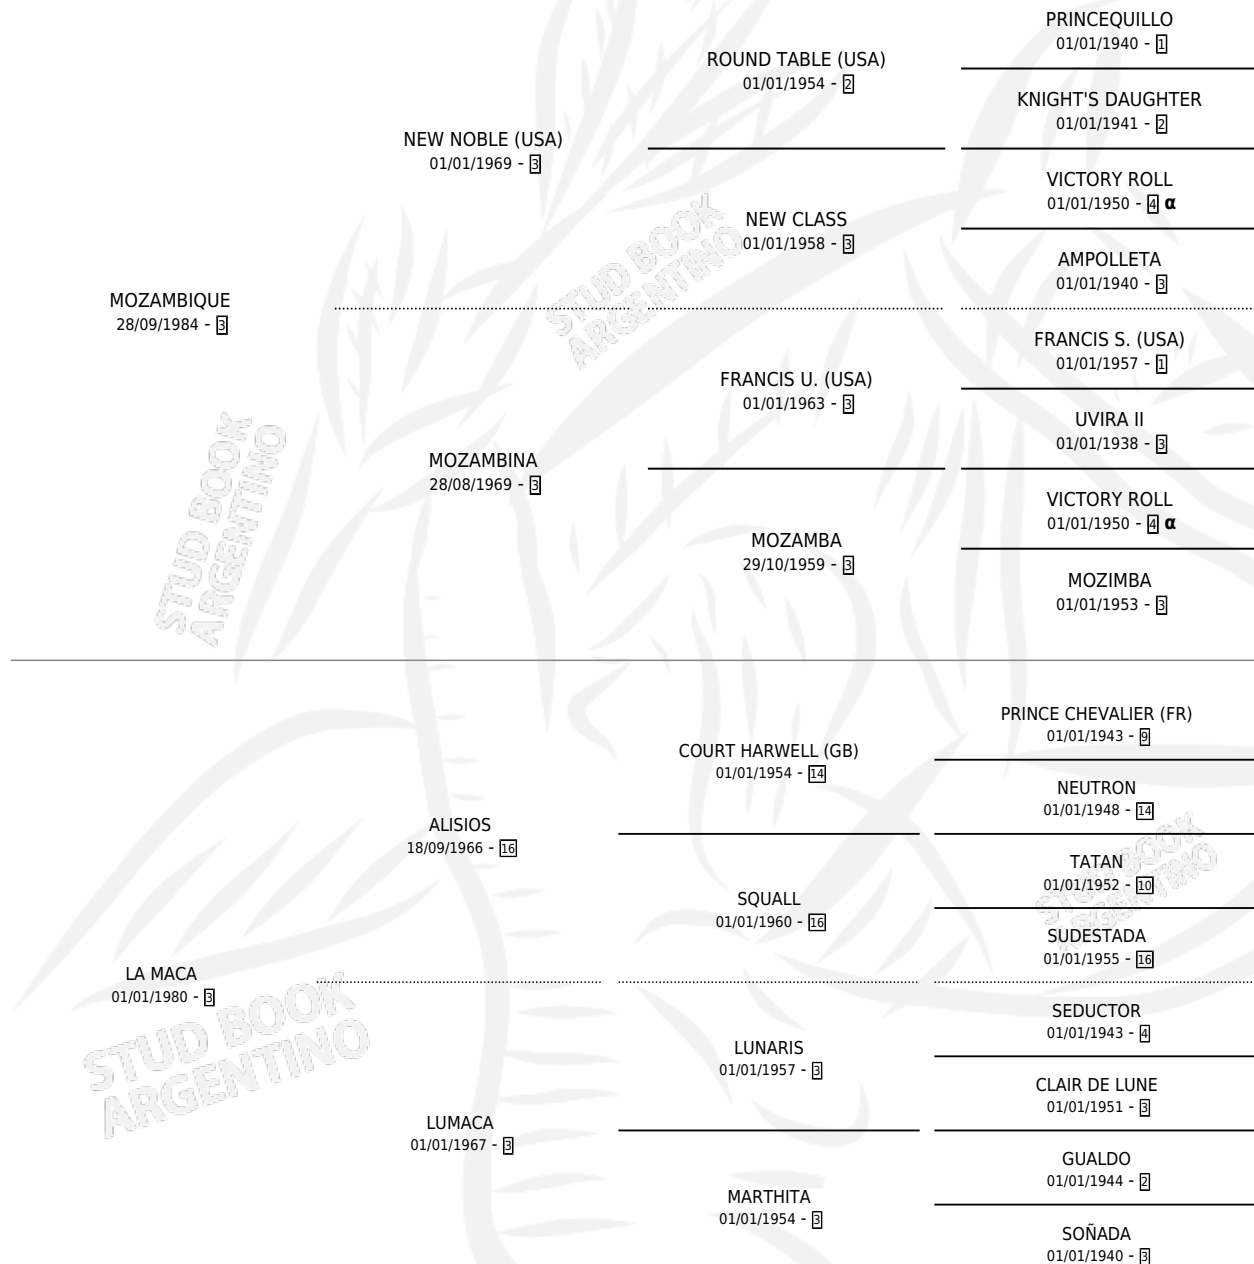 PRINCEQUILLO
01/01/1940 - 1
ROUND TABLE (USA)
01/01/1954 - 2
KNIGHT'S DAUGHTER
01/01/1941 - 2
NEW NOBLE (USA)
01/01/1969 - 3
VICTORY ROLL
01/01/1950 - 4 α
NEW CLASS
01/01/1958 - 3
AMPOLLETA
01/01/1940 - 3
MOZAMBIQUE
28/09/1984 - 3
FRANCIS S. (USA)
01/01/1957 - 1
FRANCIS U. (USA)
01/01/1963 - 3
UVIRA II
01/01/1938 - 3
MOZAMBINA
28/08/1969 - 3
VICTORY ROLL
01/01/1950 - 4 α
MOZAMBA
29/10/1959 - 3
MOZIMBA
01/01/1953 - 3
PRINCE CHEVALIER (FR)
01/01/1943 - 9
COURT HARWELL (GB)
01/01/1954 - 14
NEUTRON
01/01/1948 - 14
ALISIOS
18/09/1966 - 16
TATAN
01/01/1952 - 10
SQUALL
01/01/1960 - 16
SUDESTADA
01/01/1955 - 16
LA MACA
01/01/1980 - 3
SEDUCTOR
01/01/1943 - 4
LUNARIS
01/01/1957 - 3
CLAIR DE LUNE
01/01/1951 - 3
LUMACA
01/01/1967 - 3
GUALDO
01/01/1944 - 2
MARTHITA
01/01/1954 - 3
SOÑADA
01/01/1940 - 3
STUD BOOK
ARGENTINO
STUD BOOK
ARGENTINO
STUD BOOK
ARGENTINO
STUD BOOK
ARGENTINO